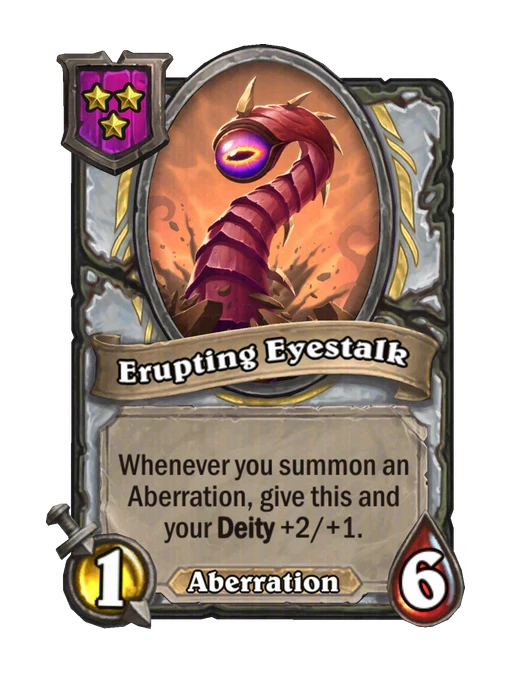 Erupting Eyestalk
Whenever you summon an
Aberration, give this and
your Deity +2/+1.
1
Aberration
6